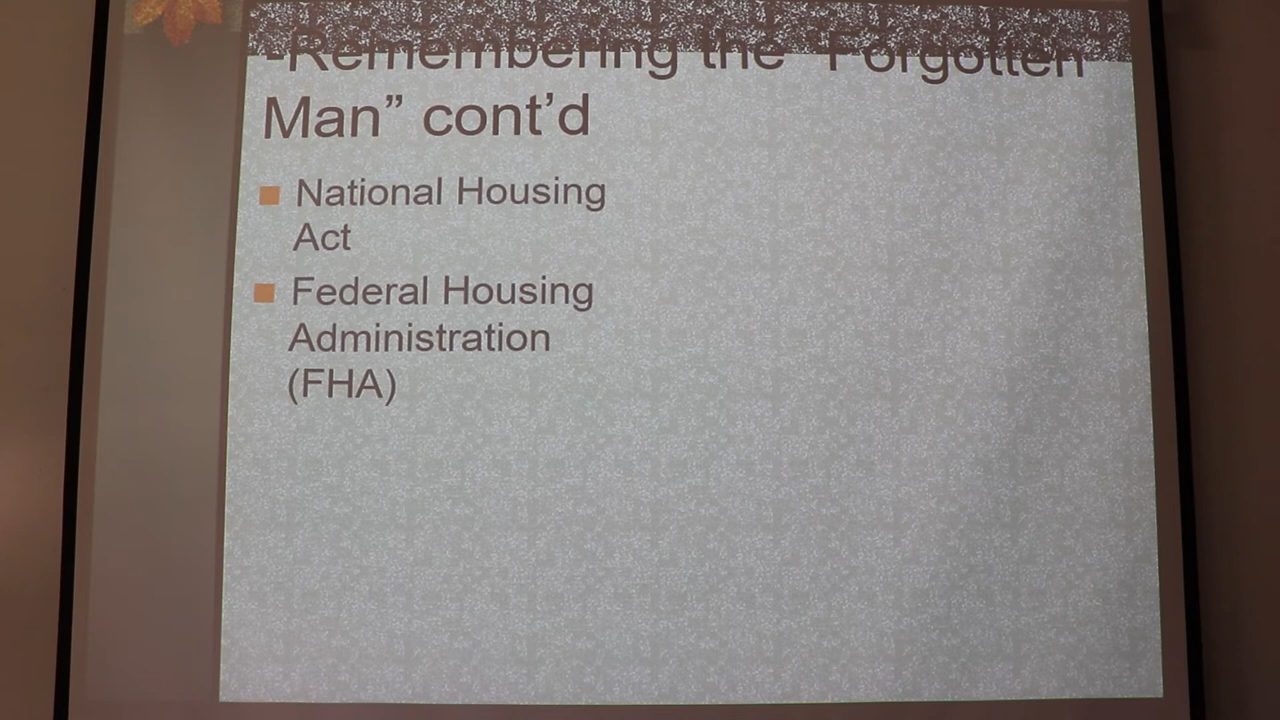 -Remembering the "Forgotten
Man” cont’d
National Housing
Act
Federal Housing
Administration
(FHA)